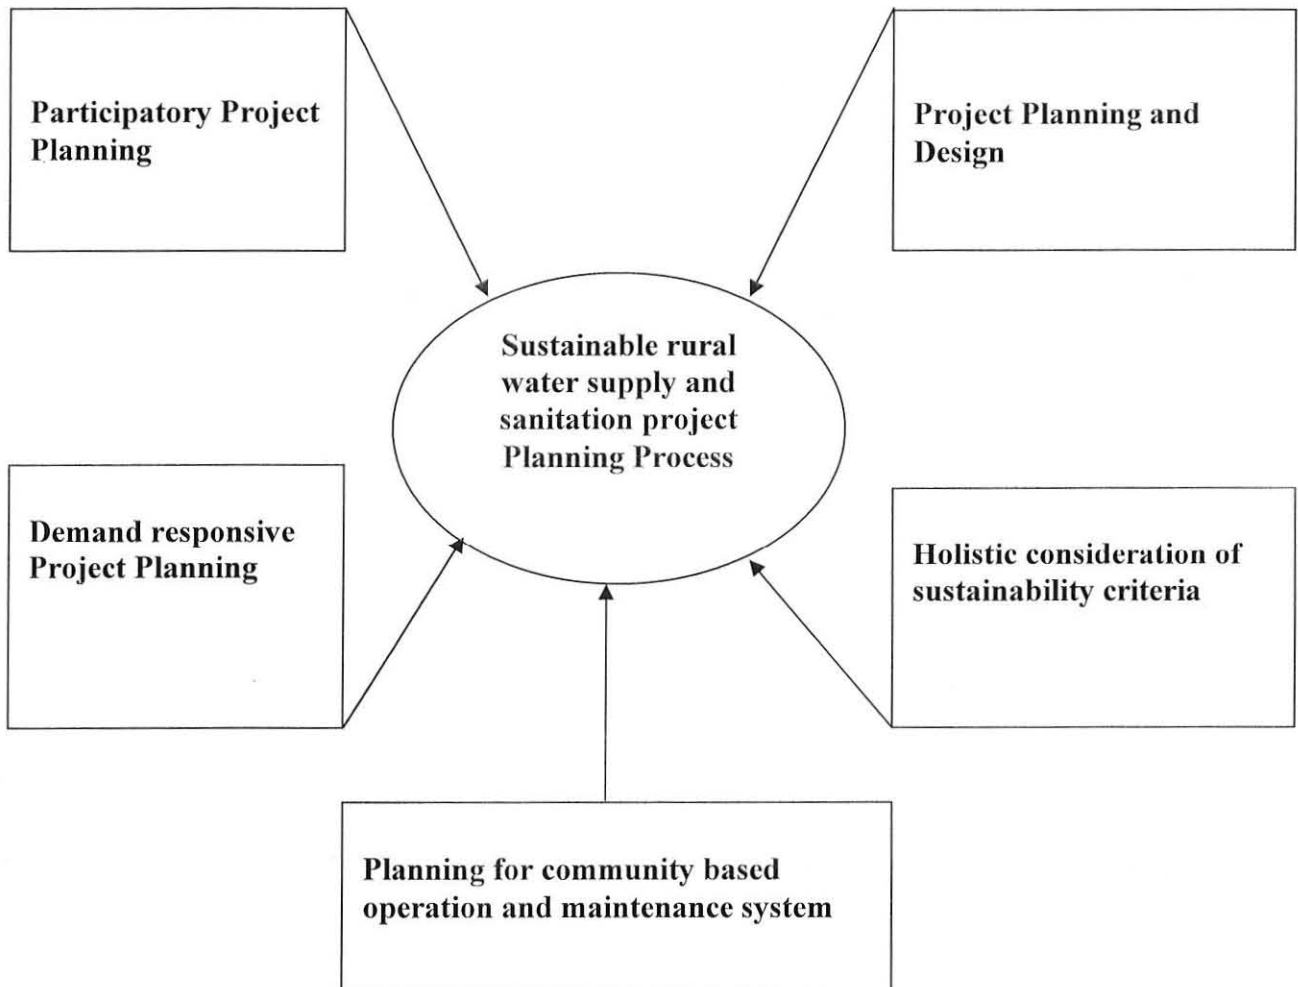 Participatory Project
Planning
Project Planning and
Design
Sustainable rural
water supply and
sanitation project
Planning Process
Demand responsive
Project Planning
Holistic consideration of
sustainability criteria
Planning for community based
operation and maintenance system